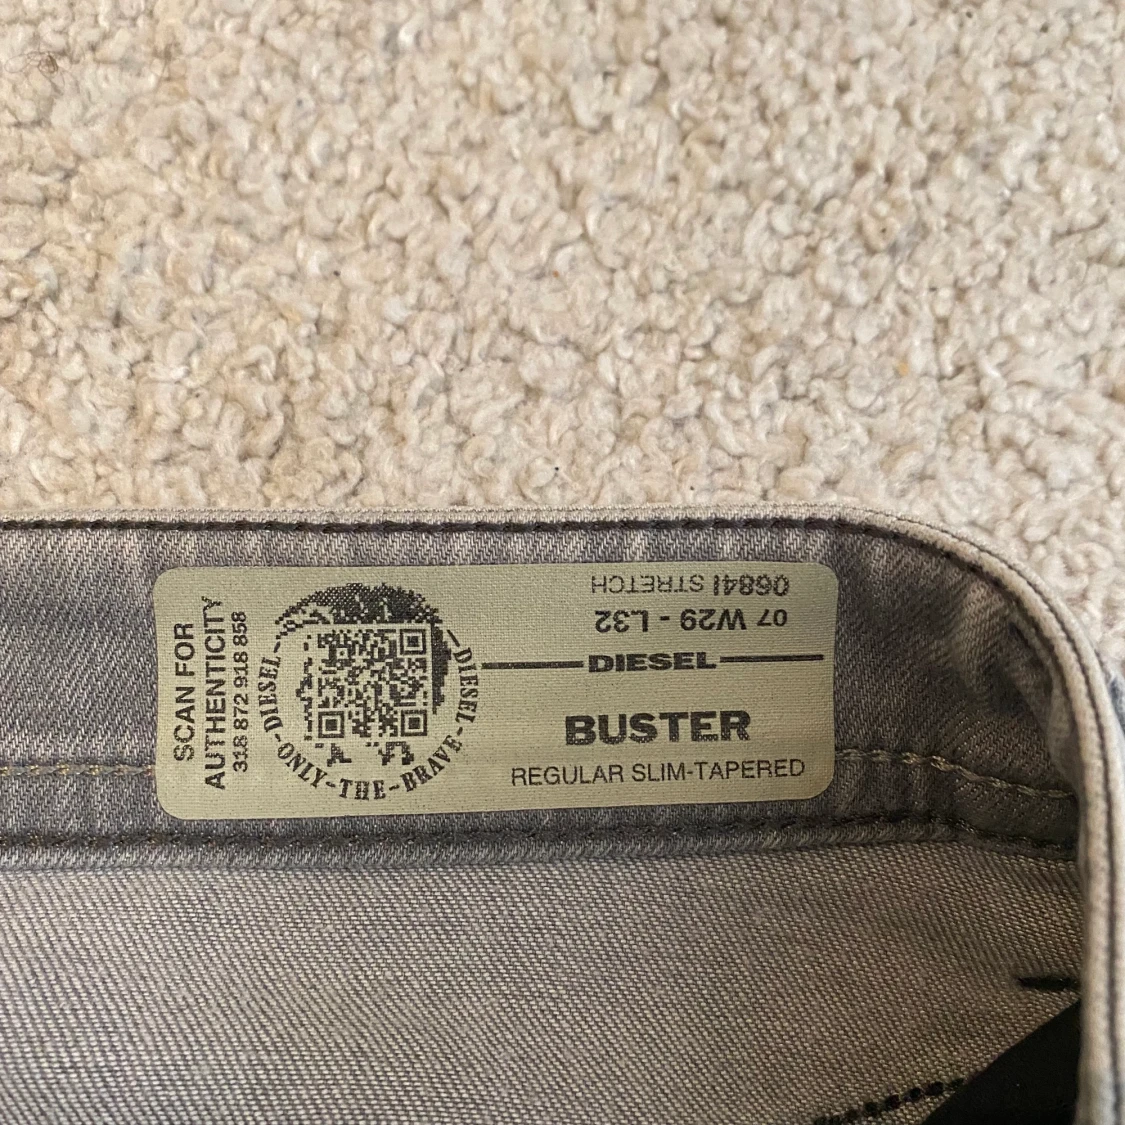 SCAN FOR
AUTHENTICITY
318 872 918 858
DIESEL-ONLY-THE-BRAVE-DIESEL
0684I STRETCH
07 W29 - L32
DIESEL
BUSTER
REGULAR SLIM-TAPERED